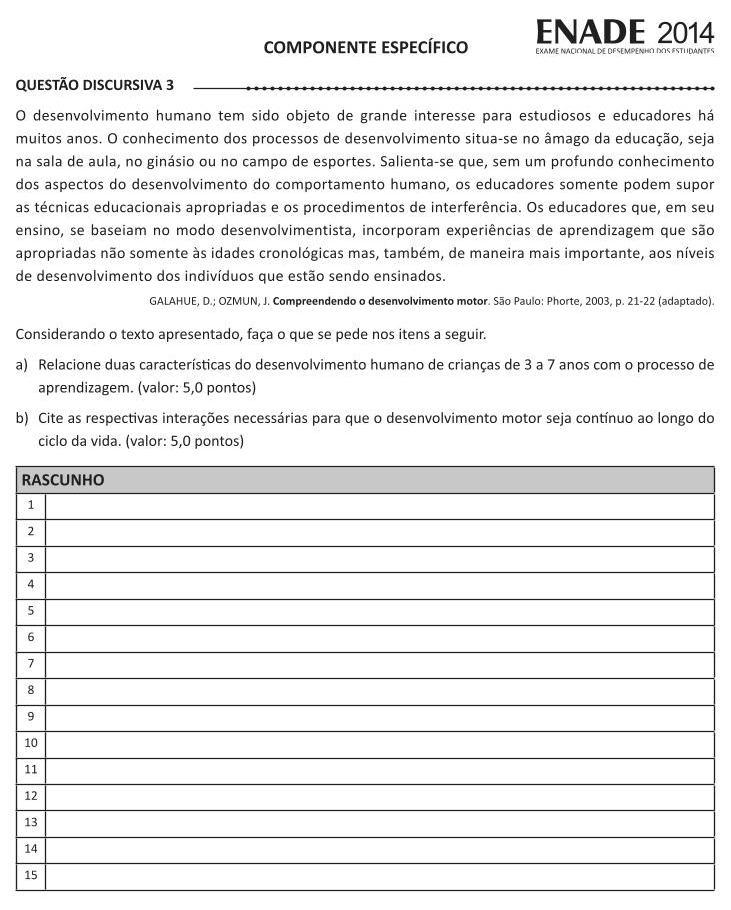 ENADE 2014
EXAME NACIONAL DE DESEMPENHO DOS ESTUDANTES
COMPONENTE ESPECÍFICO
QUESTÃO DISCURSIVA 3
O desenvolvimento humano tem sido objeto de grande interesse para estudiosos e educadores há
muitos anos. O conhecimento dos processos de desenvolvimento situa-se no âmago da educação, seja
na sala de aula, no ginásio ou no campo de esportes. Salienta-se que, sem um profundo conhecimento
dos aspectos do desenvolvimento do comportamento humano, os educadores somente podem supor
as técnicas educacionais apropriadas e os procedimentos de interferência. Os educadores que, em seu
ensino, se baseiam no modo desenvolvimentista, incorporam experiências de aprendizagem que são
apropriadas não somente às idades cronológicas mas, também, de maneira mais importante, aos níveis
de desenvolvimento dos indivíduos que estão sendo ensinados.
GALAHUE, D.; OZMUN, J. Compreendendo o desenvolvimento motor. São Paulo: Phorte, 2003, p. 21-22 (adaptado).
Considerando o texto apresentado, faça o que se pede nos itens a seguir.
a) Relacione duas características do desenvolvimento humano de crianças de 3 a 7 anos com o processo de
aprendizagem. (valor: 5,0 pontos)
b) Cite as respectivas interações necessárias para que o desenvolvimento motor seja contínuo ao longo do
ciclo da vida. (valor: 5,0 pontos)
RASCUNHO
1
2
3
4
5
6
7
8
9
10
11
12
13
14
15